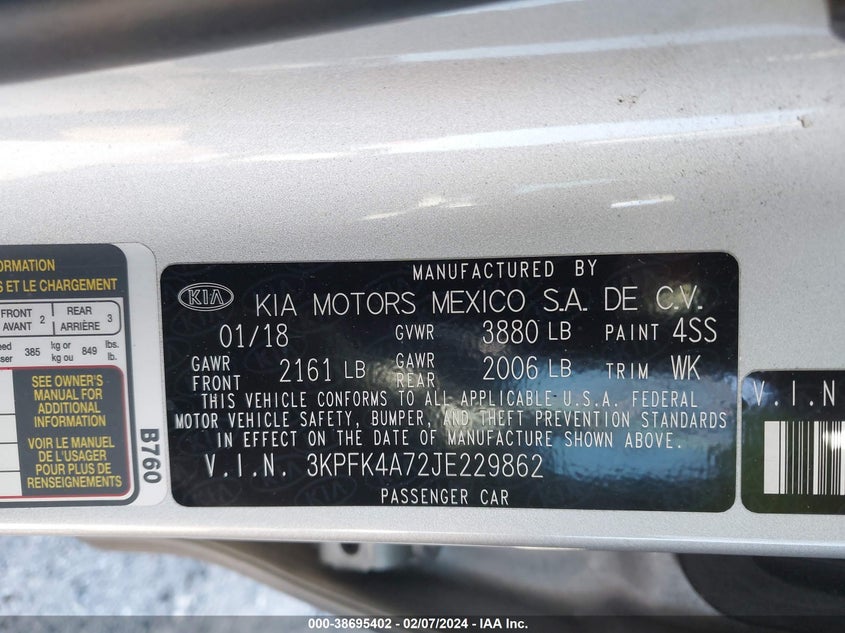 ORMATION
S ET LE CHARGEMENT
FRONT AVANT 2 REAR ARRIÈRE 3
385 kg or kg ou 849 lbs. lb.
SEE OWNER'S
MANUAL FOR
ADDITIONAL
INFORMATION
VOIR LE MANUEL
DE L'USAGER
PLUS DE
RENSEIGNEMENTS
B760
MANUFACTURED BY
KIA KIA MOTORS MEXICO S.A. DE C.V.
01/18 GVWR 3880 LB PAINT 4SS
GAWR FRONT 2161 LB GAWR REAR 2006 LB TRIM WK
THIS VEHICLE CONFORMS TO ALL APPLICABLE U.S.A. FEDERAL
MOTOR VEHICLE SAFETY, BUMPER, AND THEFT PREVENTION STANDARDS
IN EFFECT ON THE DATE OF MANUFACTURE SHOWN ABOVE.
V.I.N. 3KPFK4A72JE229862
PASSENGER CAR
V.I.N
000-38695402 - 02/07/2024 - IAA Inc.